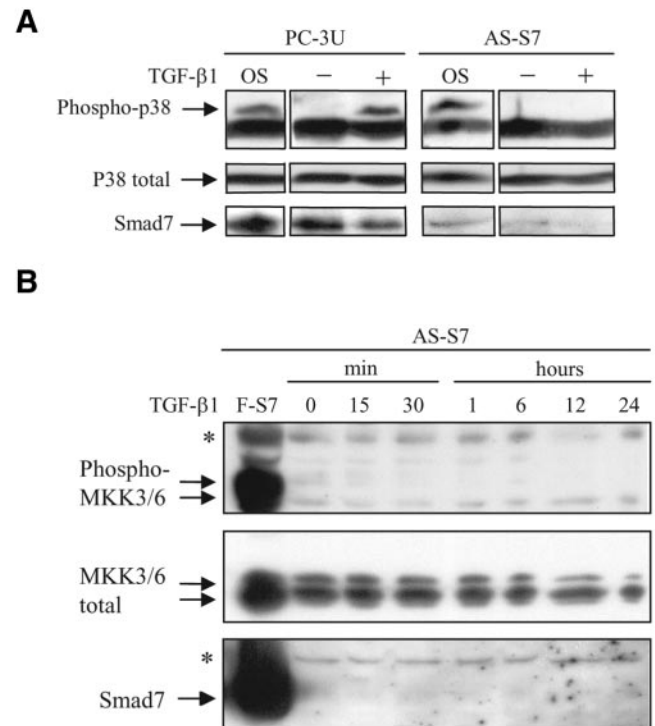 A
PC-3U AS-S7
TGF-β1 OS − + OS − +
Phospho-p38
P38 total
Smad7
B
AS-S7
min hours
TGF-β1 F-S7 0 15 30 1 6 12 24
*
Phospho-
MKK3/6
MKK3/6
total
*
Smad7